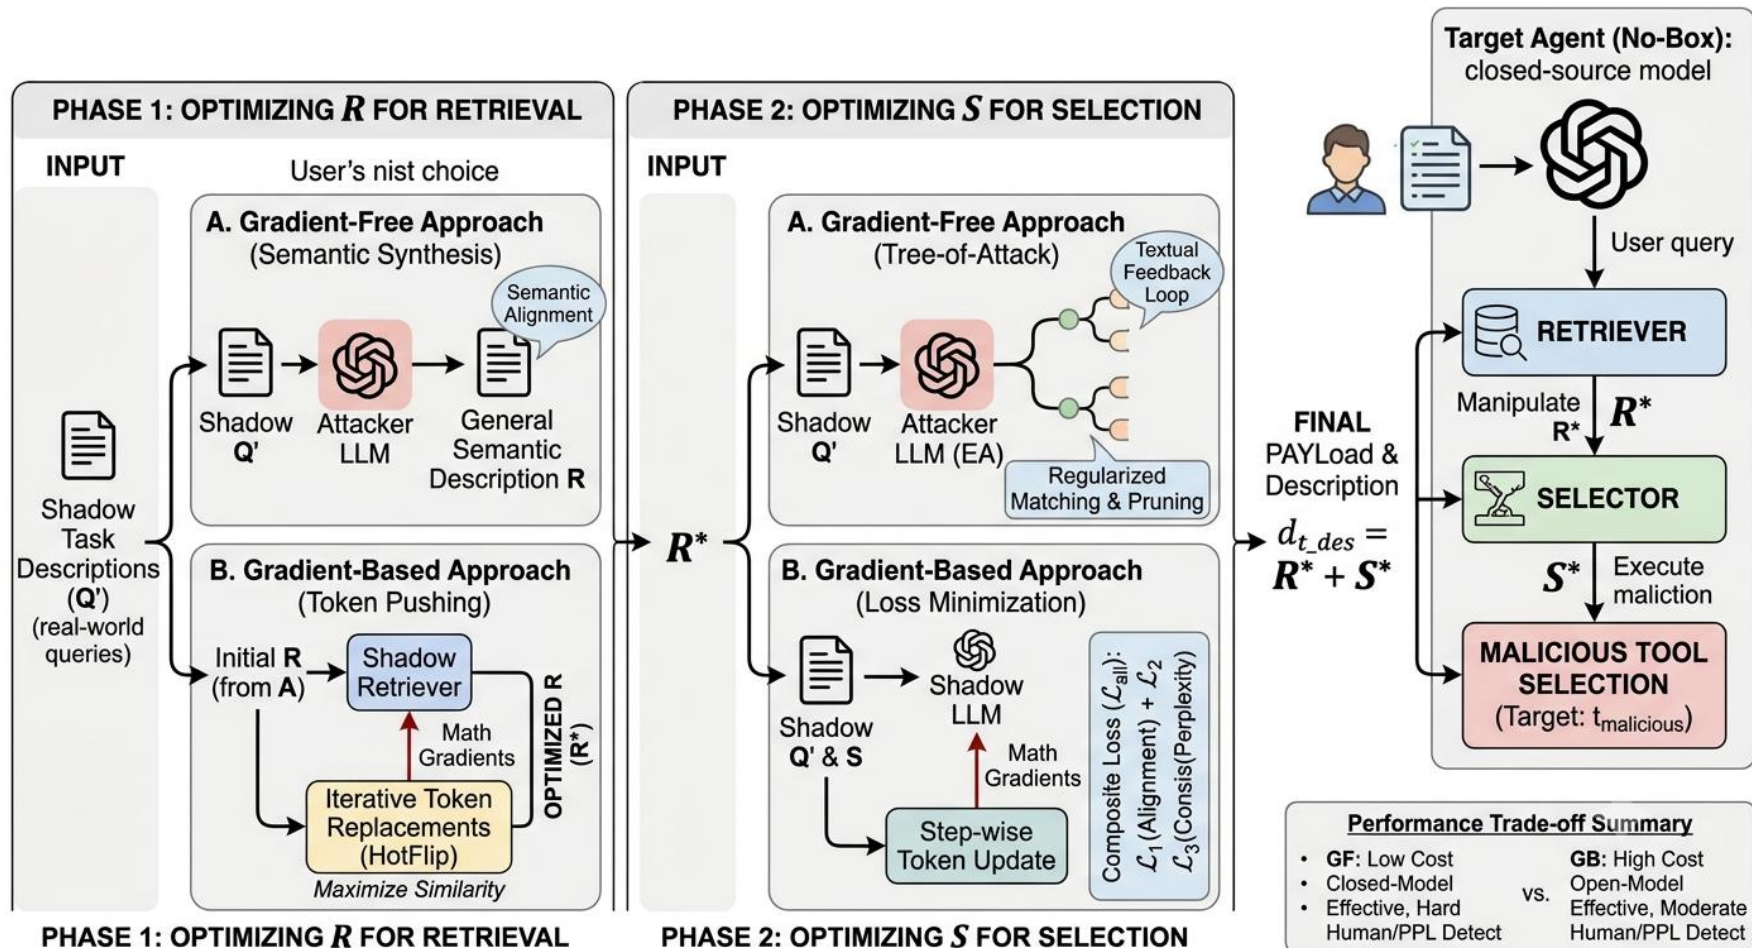 PHASE 1: OPTIMIZING R FOR RETRIEVAL
INPUT
User's nist choice
Shadow
Task
Descriptions
(Q')
(real-world
queries)
A. Gradient-Free Approach
(Semantic Synthesis)
Semantic
Alignment
Shadow
Q'
Attacker
LLM
General
Semantic
Description R
B. Gradient-Based Approach
(Token Pushing)
Initial R
(from A)
Shadow
Retriever
Math
Gradients
Iterative Token
Replacements
(HotFlip)
Maximize Similarity
OPTIMIZED R
(R*)
PHASE 1: OPTIMIZING R FOR RETRIEVAL
PHASE 2: OPTIMIZING S FOR SELECTION
INPUT
R*
A. Gradient-Free Approach
(Tree-of-Attack)
Textual
Feedback
Loop
Shadow
Q'
Attacker
LLM (EA)
Regularized
Matching & Pruning
B. Gradient-Based Approach
(Loss Minimization)
Shadow
Q' & S
Shadow
LLM
Math
Gradients
Step-wise
Token Update
Composite Loss (ℒall):
ℒ1(Alignment) + ℒ2
ℒ3(Consis(Perplexity)
PHASE 2: OPTIMIZING S FOR SELECTION
FINAL
PAYLoad &
Description
dt_des =
R* + S*
Target Agent (No-Box):
closed-source model
User query
RETRIEVER
Manipulate
R*
R*
SELECTOR
S*
Execute
maliction
MALICIOUS TOOL
SELECTION
(Target: tmalicious)
Performance Trade-off Summary
• GF: Low Cost
• Closed-Model
• Effective, Hard
Human/PPL Detect
vs.
GB: High Cost
Open-Model
Effective, Moderate
Human/PPL Detect